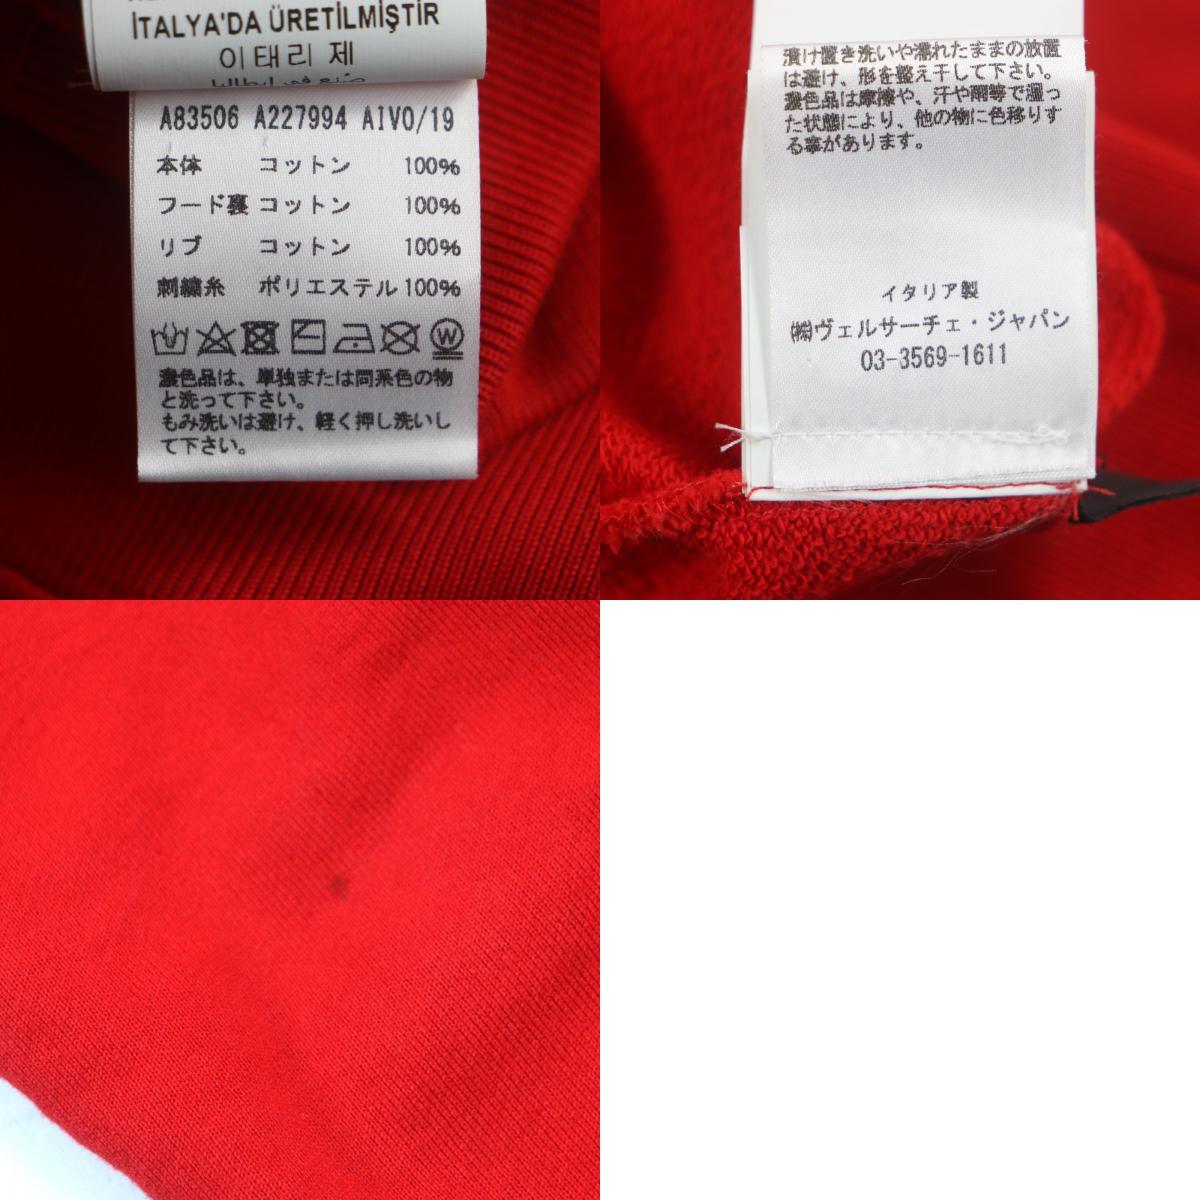 İTALYA'DA ÜRETİLMİŞTİR
이태리 제
A83506 A227994 AIVO/19
本体 コットン 100%
フード裏 コットン 100%
リブ コットン 100%
刺繍糸 ポリエステル 100%
W
濃色品は、単独または同系色の物
と洗って下さい。
もみ洗いは避け、軽く押し洗いし
て下さい。
漬け置き洗いや濡れたままの放置
は避け、形を整え干して下さい。
濃色品は摩擦や、汗や雨等で湿っ
た状態により、他の物に色移りす
る事があります。
イタリア製
㈱ヴェルサーチェ・ジャパン
03-3569-1611